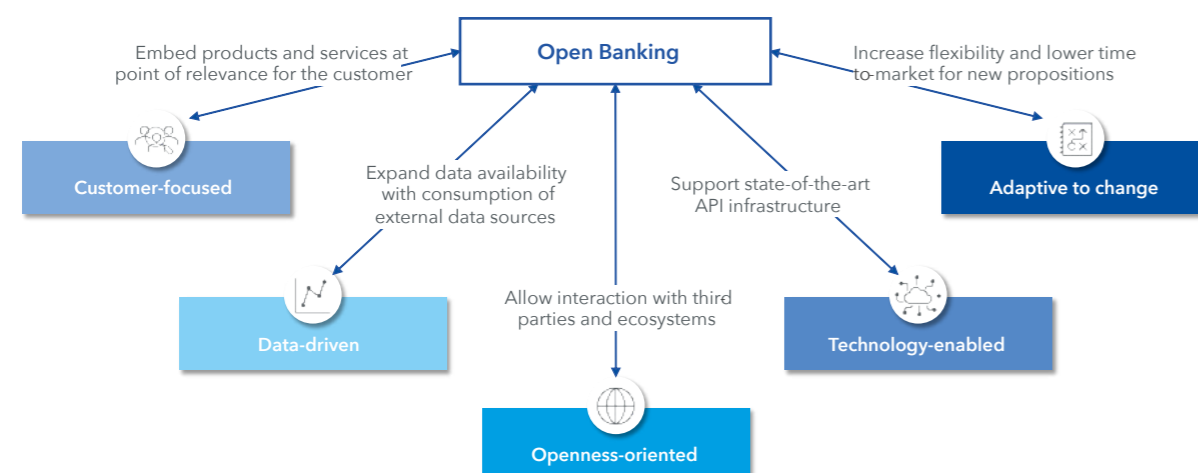 Open Banking
Embed products and services at
point of relevance for the customer
Increase flexibility and lower time
to-market for new propositions
Customer-focused
Adaptive to change
Expand data availability
with consumption of
external data sources
Support state-of-the-art
API infrastructure
Data-driven
Allow interaction with third
parties and ecosystems
Technology-enabled
Openness-oriented